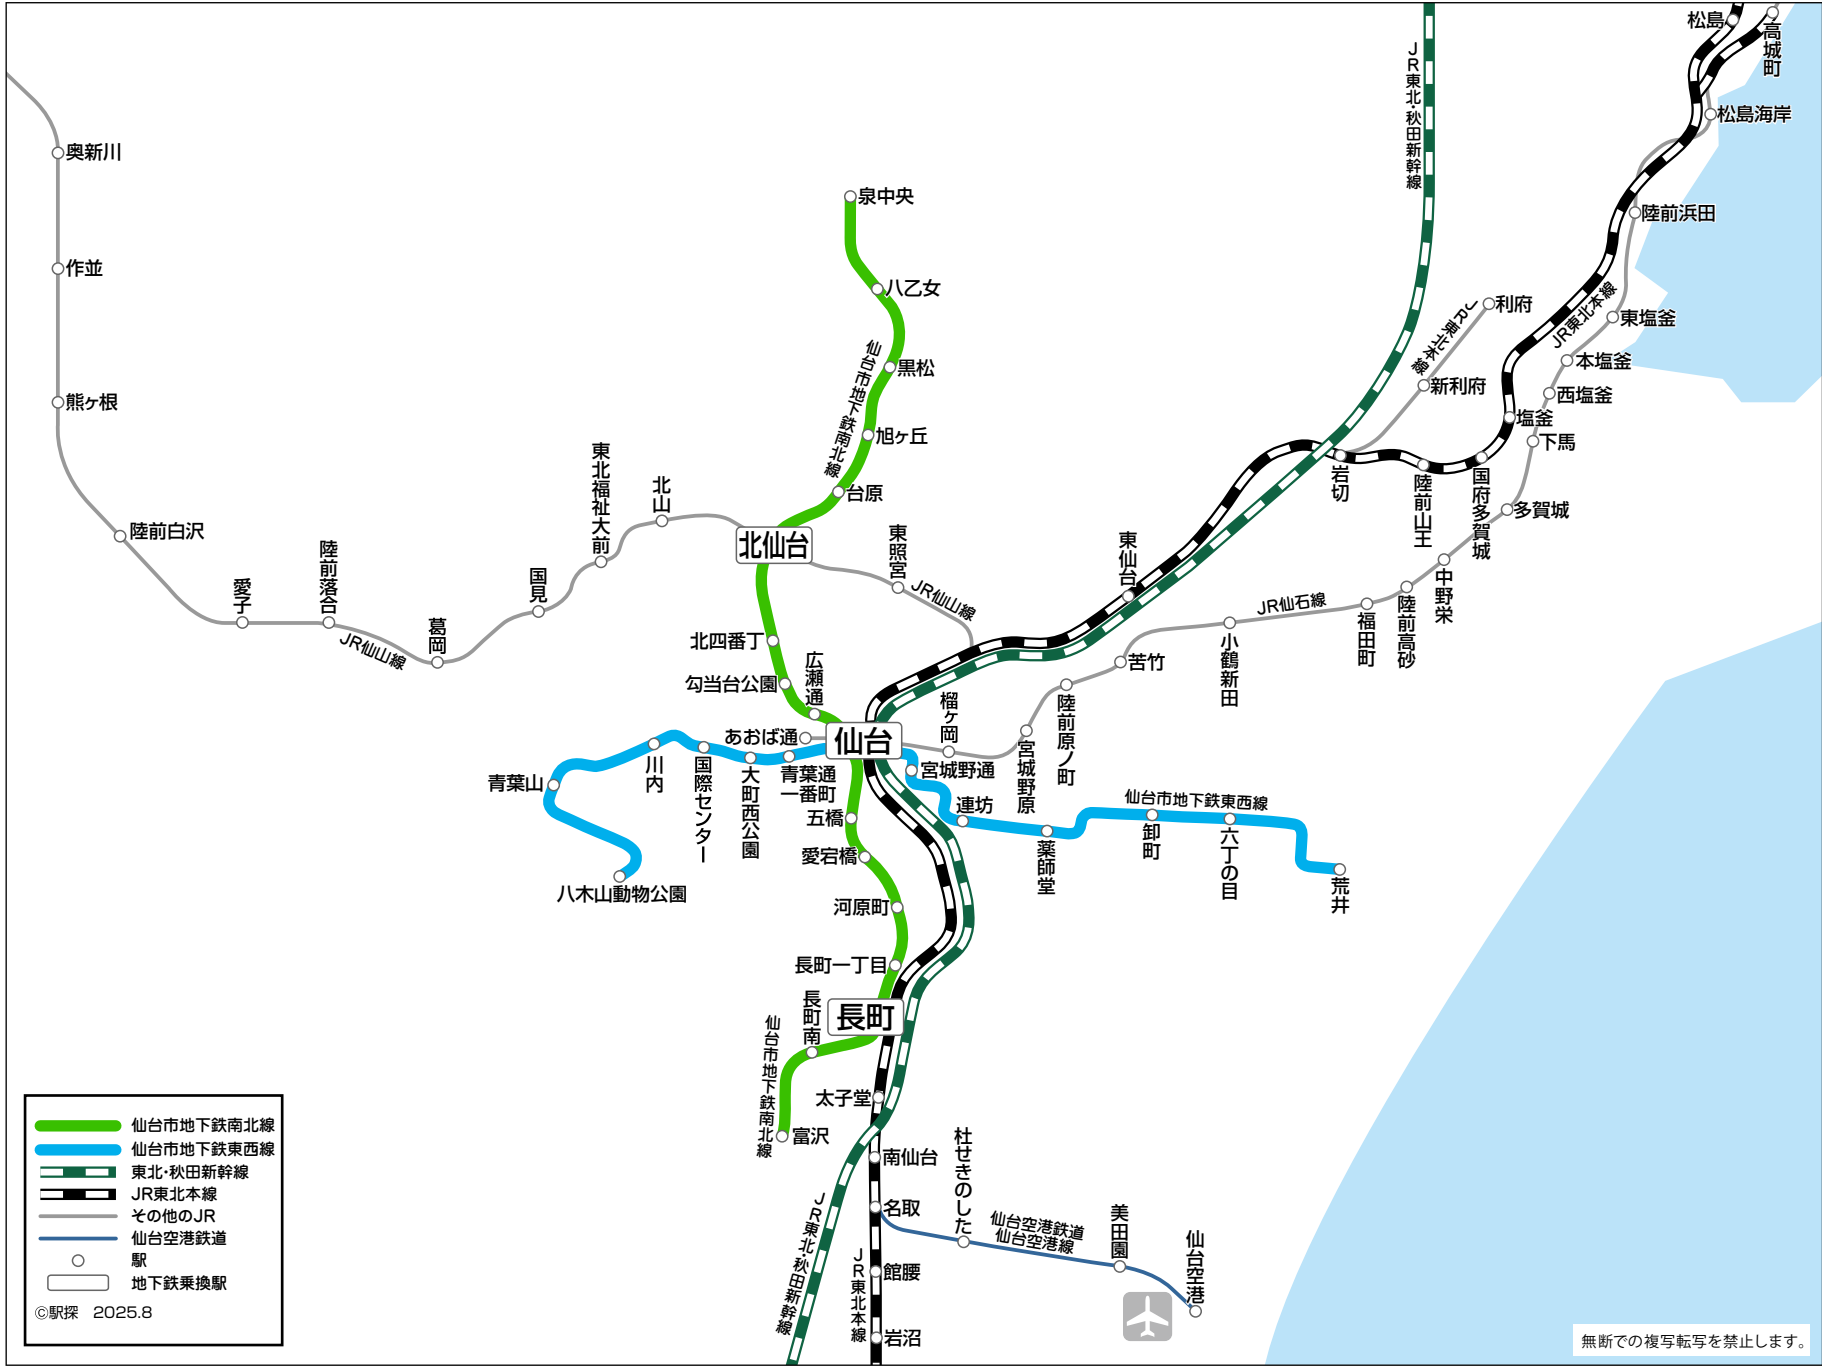 松島
高城町
松島海岸
陸前浜田
JR東北・秋田新幹線
奥新川
作並
熊ヶ根
陸前白沢
愛子
陸前落合
JR仙山線
葛岡
国見
東北福祉大前
北山
泉中央
八乙女
仙台市地下鉄南北線
黒松
旭ヶ丘
台原
北仙台
東照宮
JR仙山線
北四番丁
勾当台公園
広瀬通
あおば通
仙台
利府
JR東北本線
新利府
JR東北本線
東塩釜
本塩釜
西塩釜
塩釜
下馬
岩切
陸前山王
国府多賀城
多賀城
東仙台
中野栄
陸前高砂
福田町
JR仙石線
小鶴新田
苦竹
陸前原ノ町
宮城野原
榴ヶ岡
青葉山
川内
国際センター
大町西公園
青葉通
一番町
八木山動物公園
宮城野通
連坊
薬師堂
仙台市地下鉄東西線
卸町
六丁の目
荒井
五橋
愛宕橋
河原町
長町一丁目
長町
長町南
仙台市地下鉄南北線
富沢
太子堂
南仙台
名取
杜せきのした
仙台空港鉄道
仙台空港線
美田園
仙台空港
館腰
岩沼
JR東北・秋田新幹線
JR東北本線
仙台市地下鉄南北線
仙台市地下鉄東西線
東北・秋田新幹線
JR東北本線
その他のJR
仙台空港鉄道
駅
地下鉄乗換駅
©駅探 2025.8
無断での複写転写を禁止します。